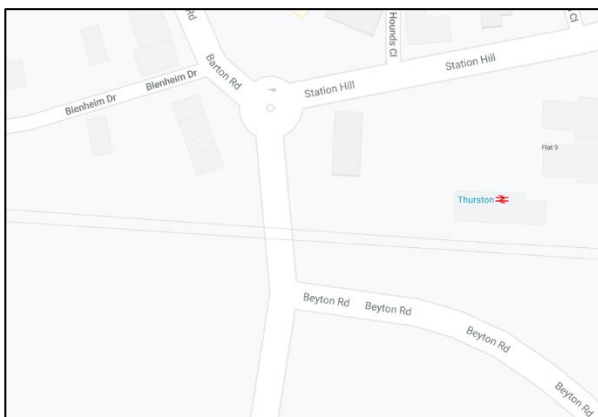 Rd
Hounds Cl
Cl
Barton Rd
Station Hill
Blenheim Dr
Blenheim Dr
Station Hill
Flat 9
Thurston
Beyton Rd
Beyton Rd
Beyton Rd
Beyton Rd